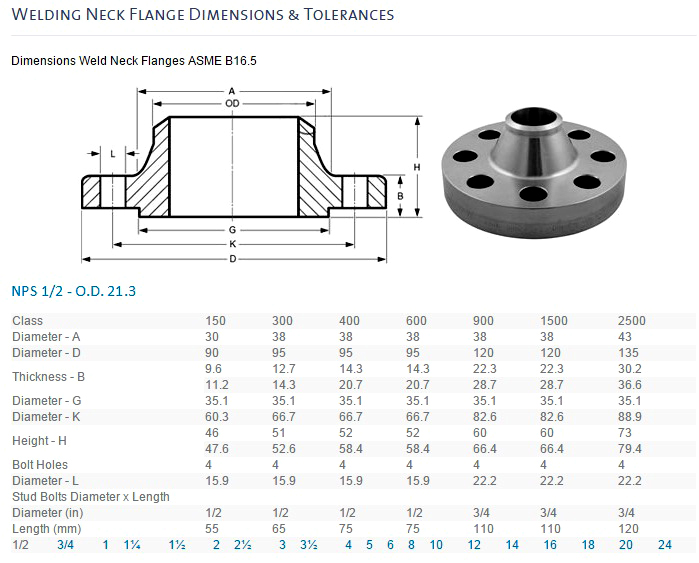 Welding Neck Flange Dimensions & Tolerances
Dimensions Weld Neck Flanges ASME B16.5
A
OD
L
H
B
G
K
D
NPS 1/2 - O.D. 21.3
Class 150 300 400 600 900 1500 2500
Diameter - A 30 38 38 38 38 38 43
Diameter - D 90 95 95 95 120 120 135
Thickness - B
9.6 12.7 14.3 14.3 22.3 22.3 30.2
11.2 14.3 20.7 20.7 28.7 28.7 36.6
Diameter - G 35.1 35.1 35.1 35.1 35.1 35.1 35.1
Diameter - K 60.3 66.7 66.7 66.7 82.6 82.6 88.9
Height - H
46 51 52 52 60 60 73
47.6 52.6 58.4 58.4 66.4 66.4 79.4
Bolt Holes 4 4 4 4 4 4 4
Diameter - L 15.9 15.9 15.9 15.9 22.2 22.2 22.2
Stud Bolts Diameter x Length
Diameter (in) 1/2 1/2 1/2 1/2 3/4 3/4 3/4
Length (mm) 55 65 75 75 110 110 120
1/2 3/4 1 1¼ 1½ 2 2½ 3 3½ 4 5 6 8 10 12 14 16 18 20 24